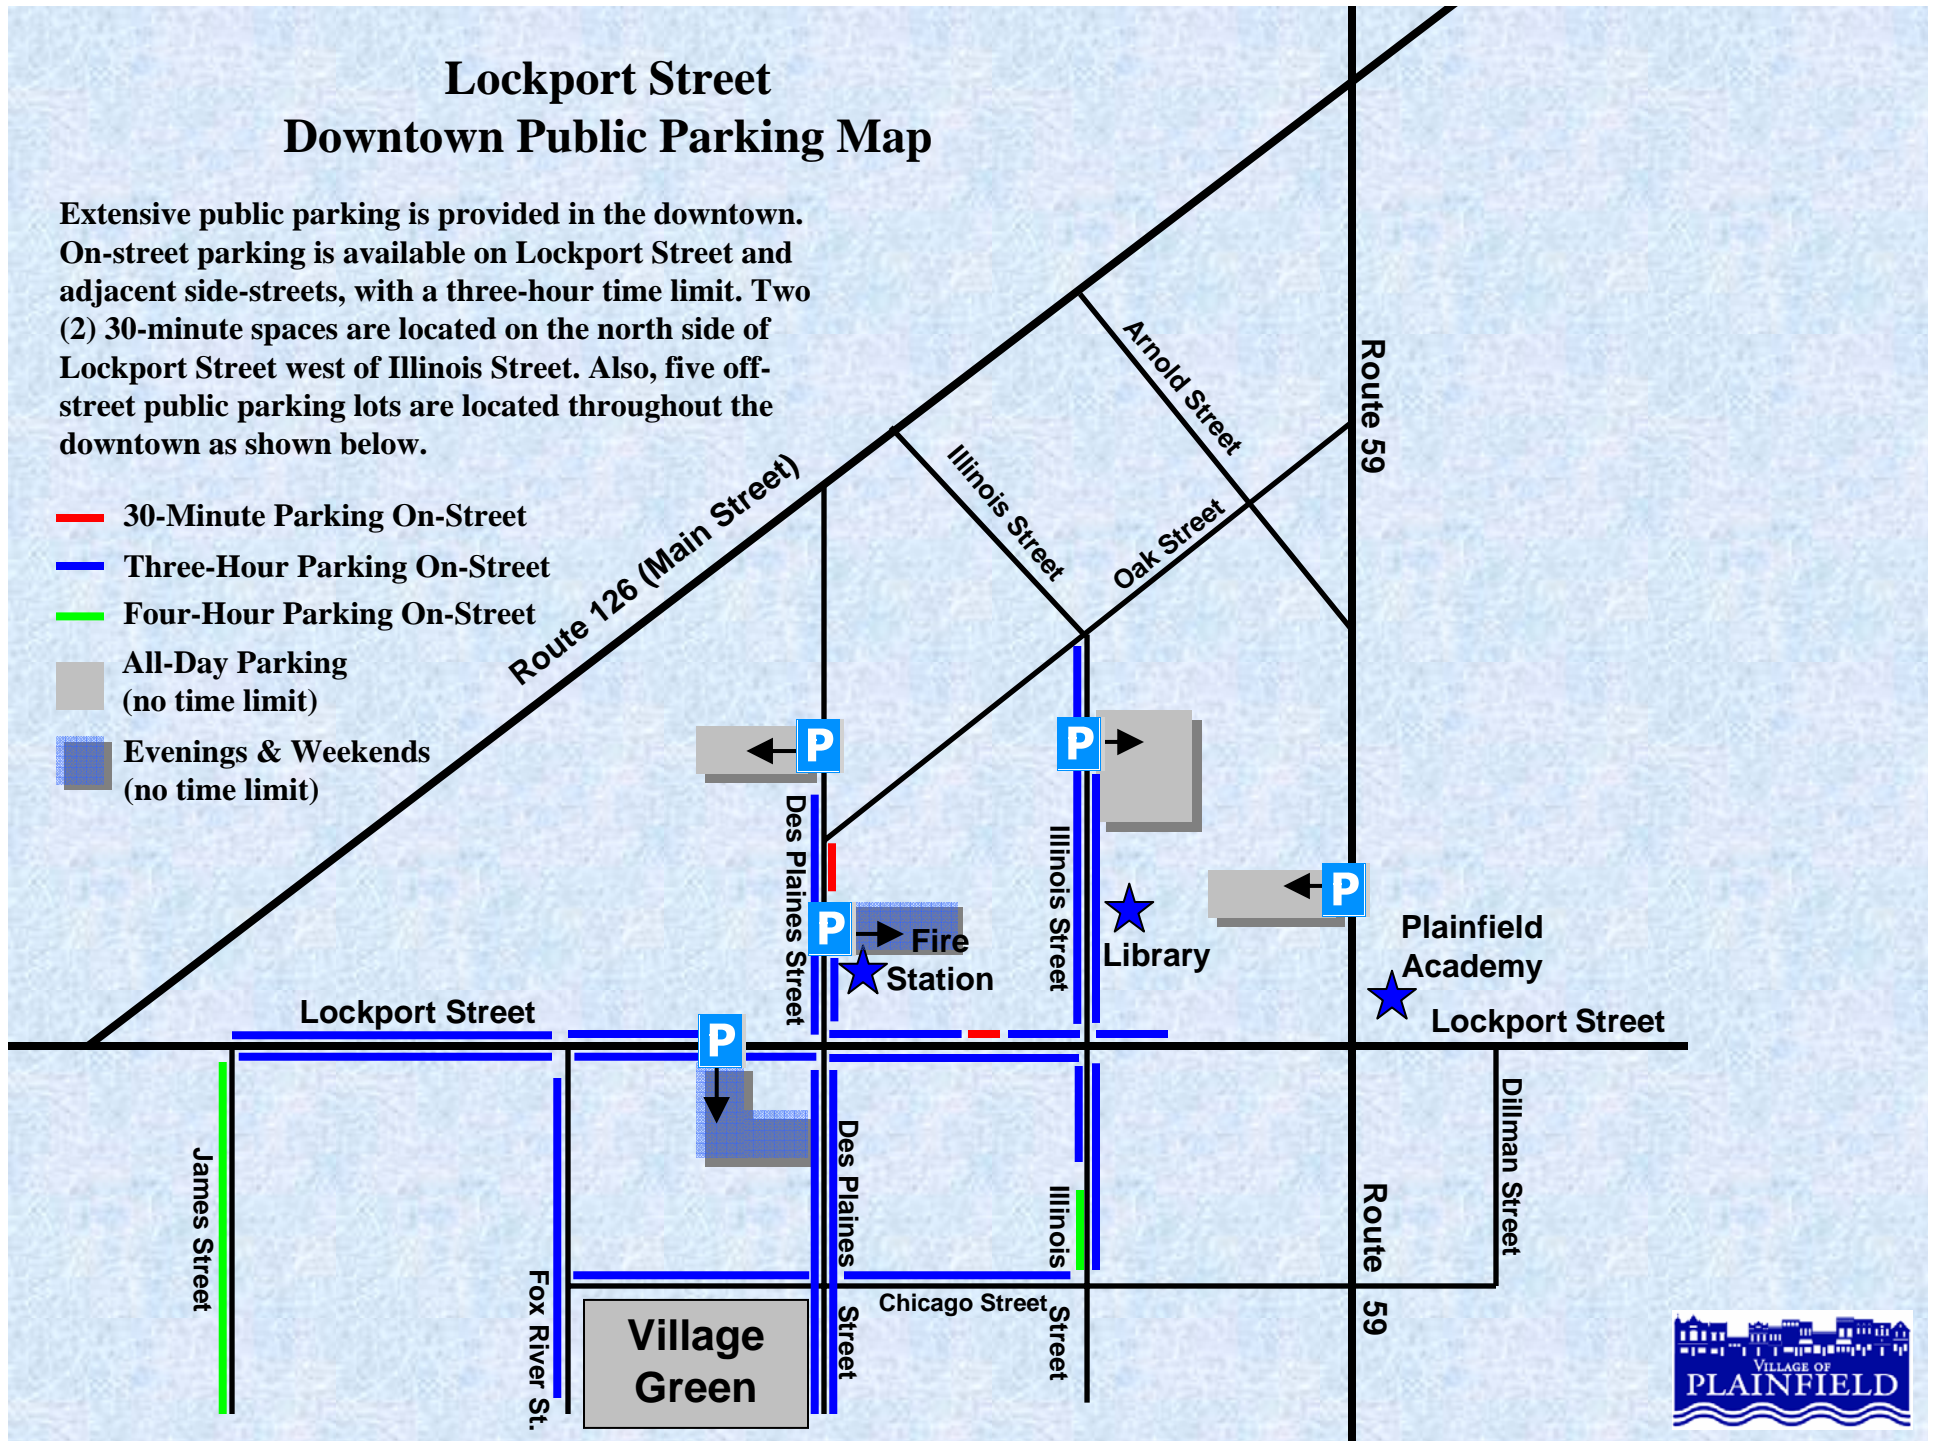 Lockport Street
Downtown Public Parking Map
Extensive public parking is provided in the downtown.
On-street parking is available on Lockport Street and
adjacent side-streets, with a three-hour time limit. Two
(2) 30-minute spaces are located on the north side of
Lockport Street west of Illinois Street. Also, five off-
street public parking lots are located throughout the
downtown as shown below.
30-Minute Parking On-Street
Three-Hour Parking On-Street
Four-Hour Parking On-Street
All-Day Parking
(no time limit)
Evenings & Weekends
(no time limit)
Route 126 (Main Street)
Arnold Street
Route 59
Illinois Street
Oak Street
P
P
Des Plaines Street
Illinois Street
P
P
Fire
Station
Library
Plainfield
Academy
Lockport Street
P
Lockport Street
James Street
Fox River St.
Des Plaines
Street
Illinois
Street
Route
59
Dillman Street
Chicago Street
Village
Green
VILLAGE OF
PLAINFIELD